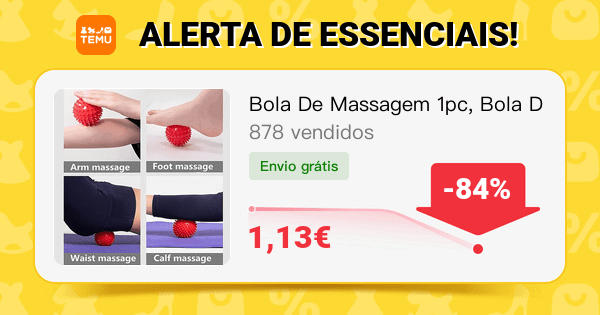 TEMU
ALERTA DE ESSENCIAIS!
Bola De Massagem 1pc, Bola D
878 vendidos
Envio grátis
-84%
1,13€
Arm massage
Foot massage
Waist massage
Calf massage